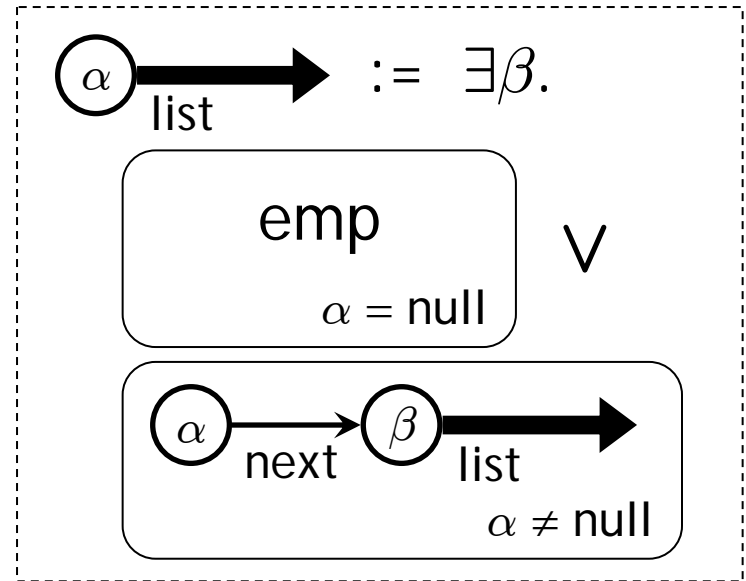 α := ∃β.
list
emp
∨
α = null
α β
next list
α ≠ null